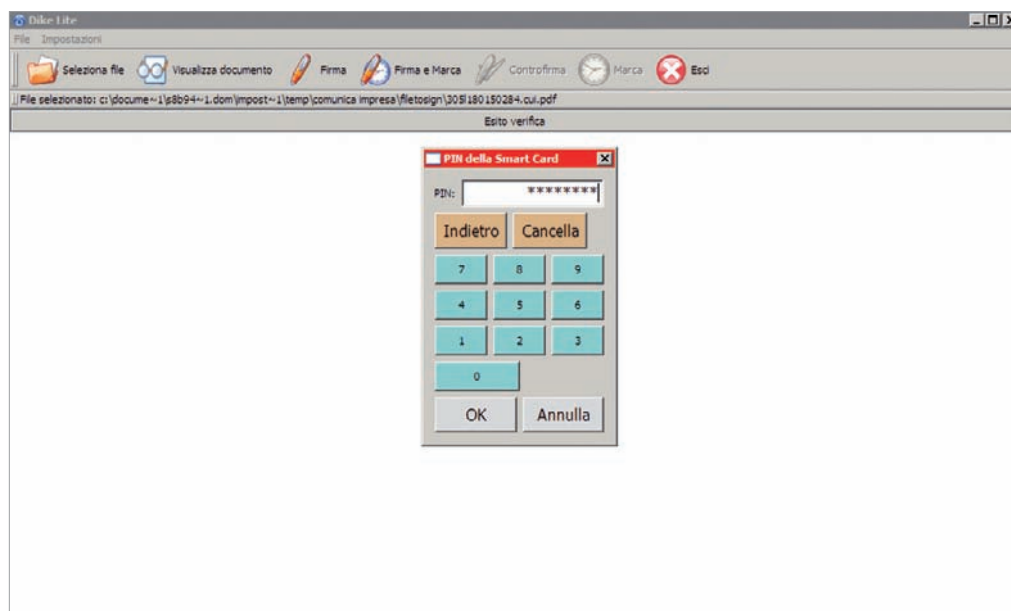 Dike Lite
File Impostazioni
Seleziona file Visualizza documento Firma Firma e Marca Controfirma Marca Esci
File selezionato: c:\docume~1\s8b94~1.dom\impost~1\temp\comunica impresa\filetosign\305l180150284.cui.pdf
Esito verifica
PIN della Smart Card
PIN: ********
Indietro Cancella
7 8 9
4 5 6
1 2 3
0
OK Annulla